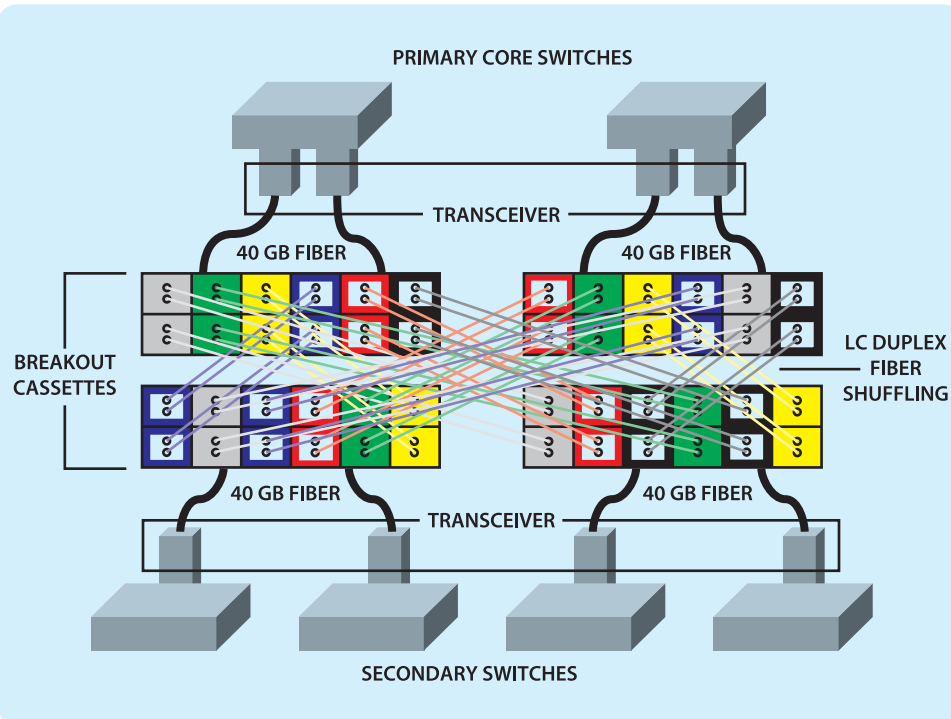 PRIMARY CORE SWITCHES
TRANSCEIVER
40 GB FIBER
40 GB FIBER
BREAKOUT
CASSETTES
LC DUPLEX
FIBER
SHUFFLING
40 GB FIBER
40 GB FIBER
TRANSCEIVER
SECONDARY SWITCHES